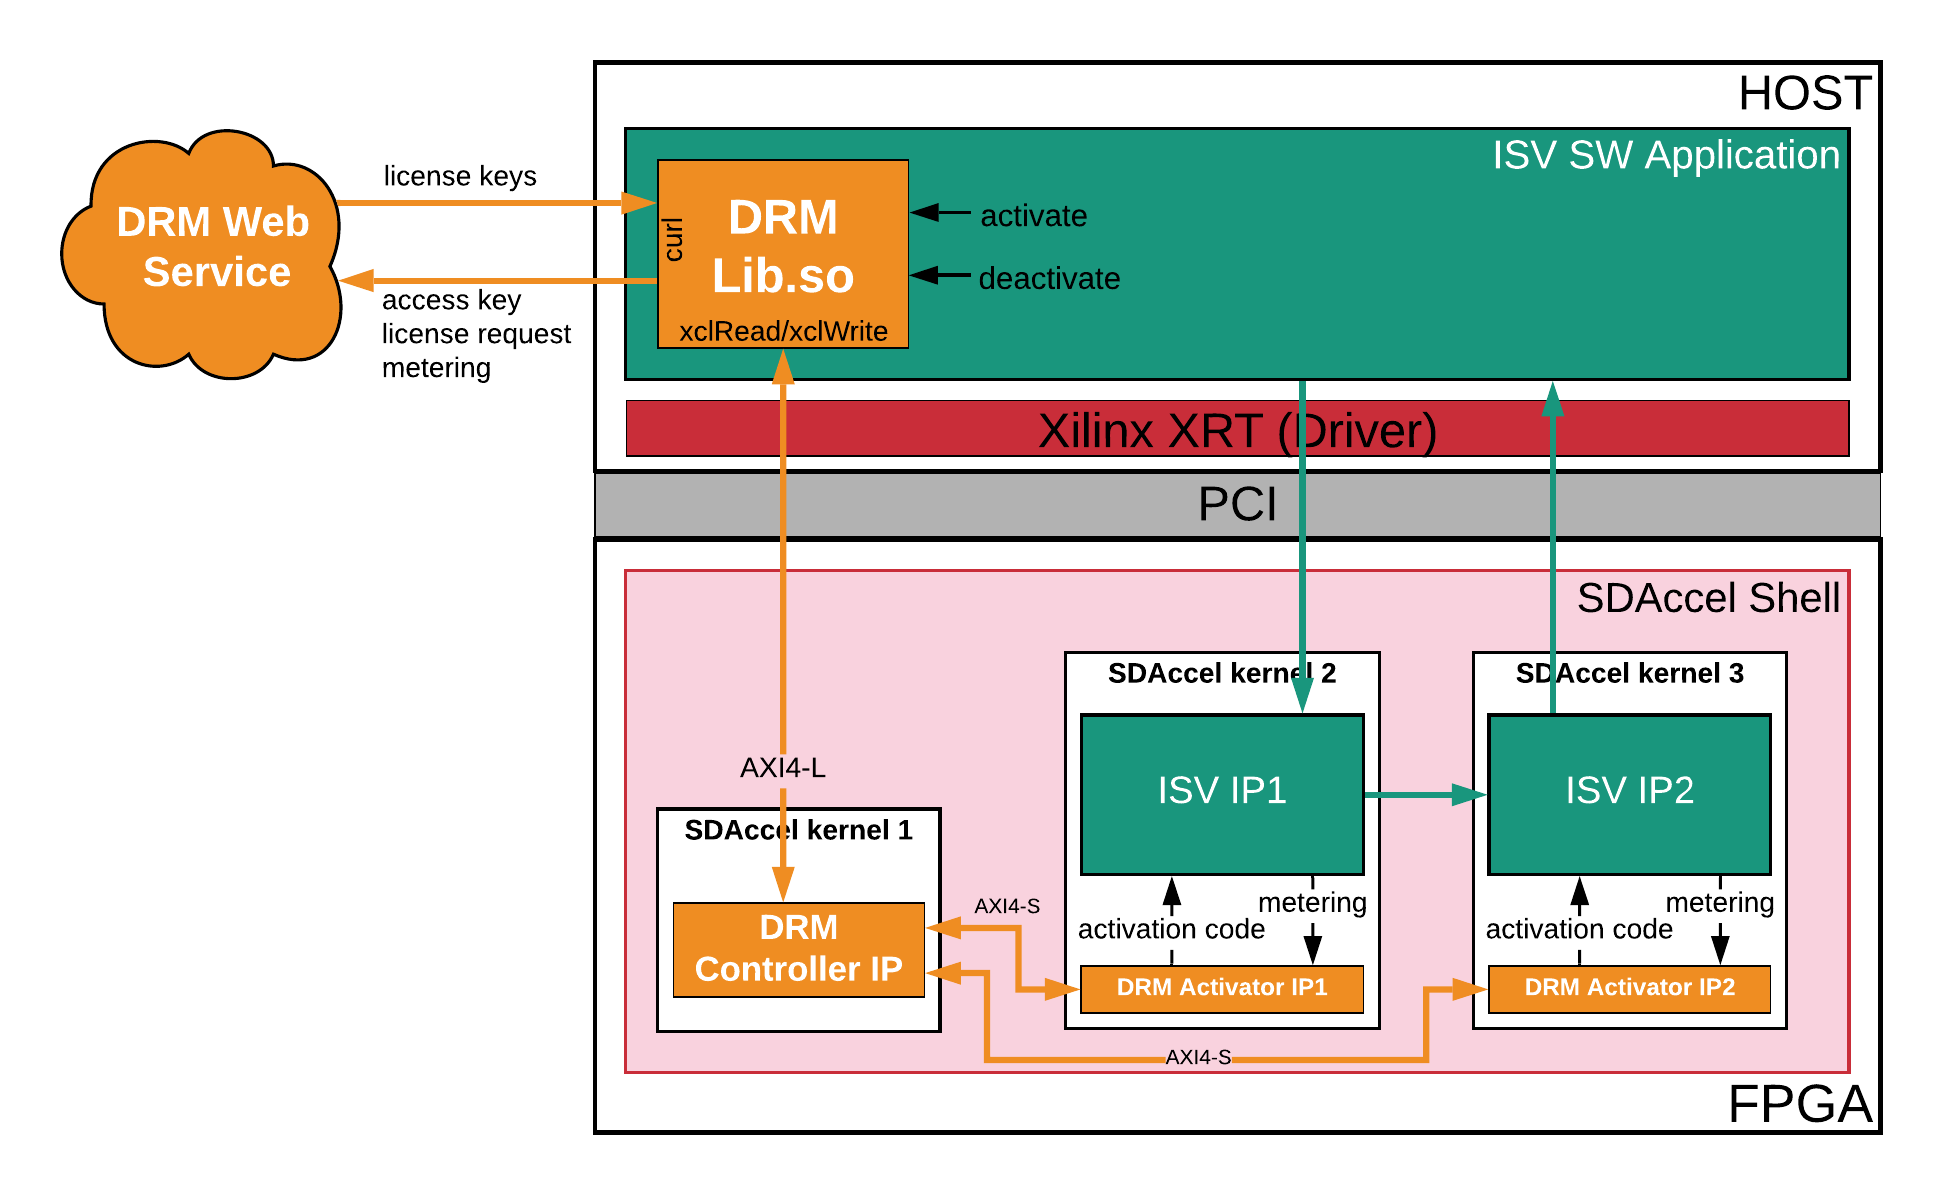 HOST
ISV SW Application
DRM Web
Service
license keys
access key
license request
metering
curl
DRM
Lib.so
xclRead/xclWrite
activate
deactivate
Xilinx XRT (Driver)
PCI
SDAccel Shell
AXI4-L
SDAccel kernel 1
DRM
Controller IP
AXI4-S
AXI4-S
SDAccel kernel 2
ISV IP1
activation code
metering
DRM Activator IP1
SDAccel kernel 3
ISV IP2
activation code
metering
DRM Activator IP2
FPGA